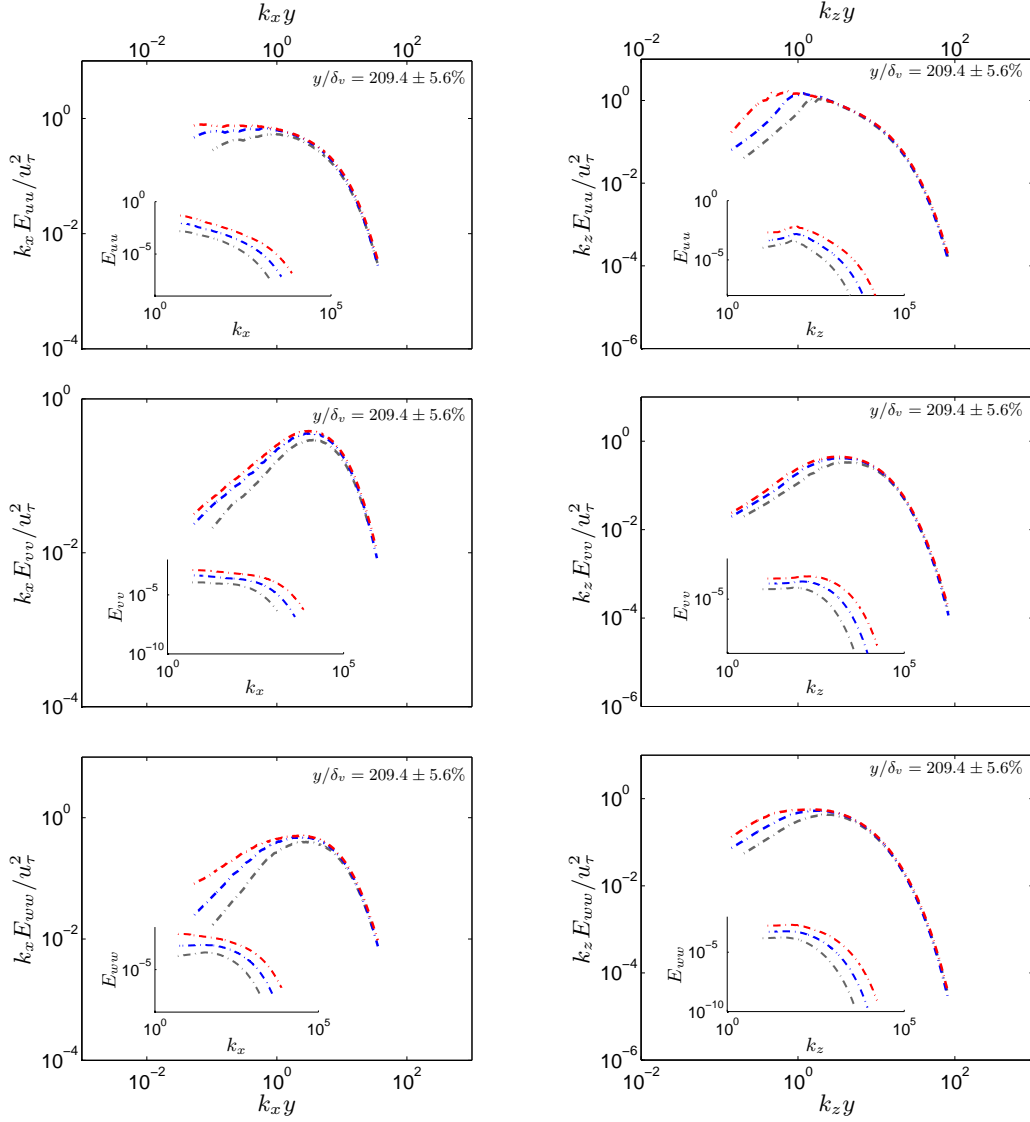 k_x y
k_z y
10^−2 10^0 10^2
10^−2 10^0 10^2
y/δ_v = 209.4 ± 5.6%
y/δ_v = 209.4 ± 5.6%
10^0
10^−2
10^−4
k_x E_uu/u_τ^2
10^0
10^−5
E_uu
10^0 10^5
k_x
10^0
10^−2
10^−4
10^−6
k_z E_uu/u_τ^2
10^0
10^−5
E_uu
10^0 10^5
k_z
y/δ_v = 209.4 ± 5.6%
y/δ_v = 209.4 ± 5.6%
10^0
10^−2
10^−4
k_x E_vv/u_τ^2
10^−5
10^−10
E_vv
10^0 10^5
k_x
10^0
10^−2
10^−4
10^−6
k_z E_vv/u_τ^2
10^−5
E_vv
10^0 10^5
k_z
y/δ_v = 209.4 ± 5.6%
y/δ_v = 209.4 ± 5.6%
10^0
10^−2
10^−4
k_x E_ww/u_τ^2
10^−5
E_ww
10^0 10^5
k_x
10^0
10^−2
10^−4
10^−6
k_z E_ww/u_τ^2
10^−5
10^−10
E_ww
10^0 10^5
k_z
10^−2 10^0 10^2
10^−2 10^0 10^2
k_x y
k_z y